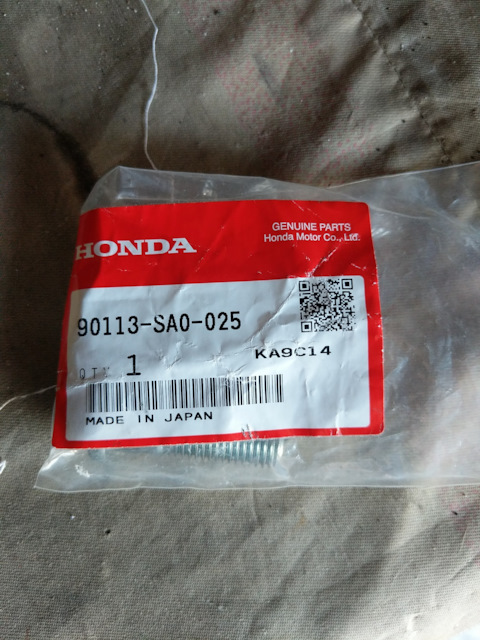 GENUINE PARTS
HONDA
Honda Motor Co., Ltd.
90113-SA0-025
KA9C14
QTY 1
MADE IN JAPAN